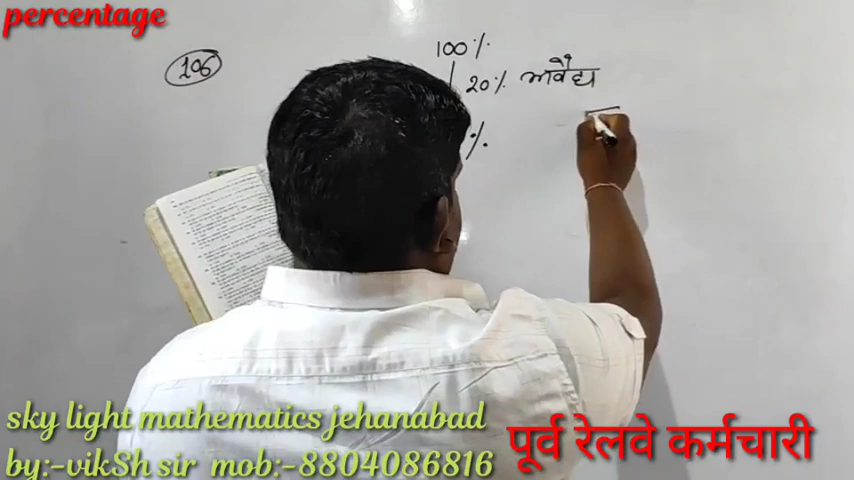 percentage
106
100%
20% अवैद्य
%
sky light mathematics jehanabad
by:-vikSh sir mob:-8804086816
पूर्व रेलवे कर्मचारी